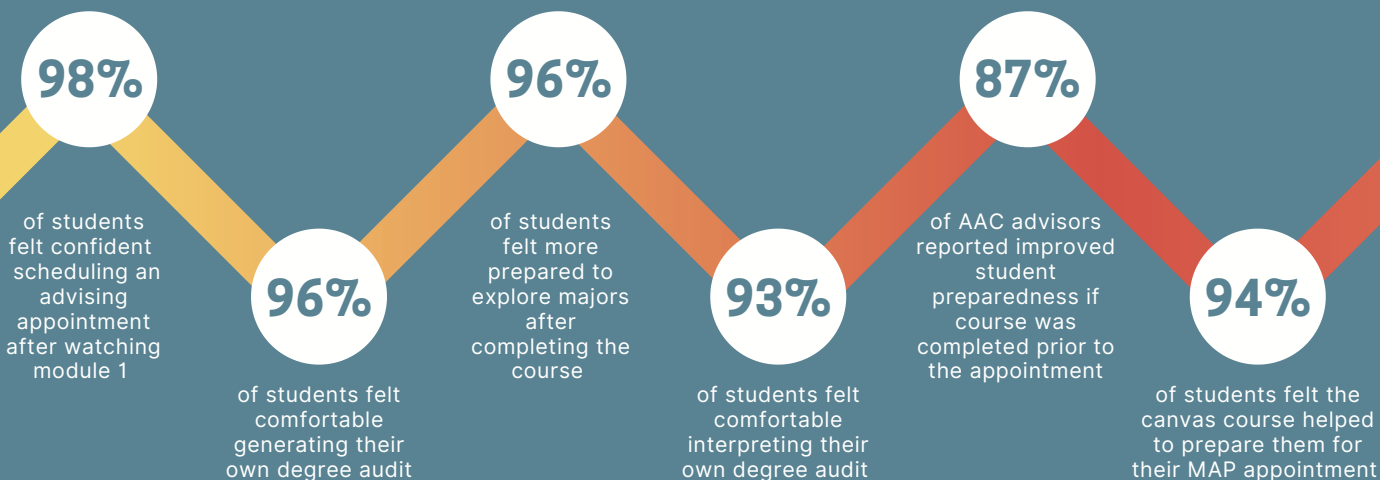 98%
of students
felt confident
scheduling an
advising
appointment
after watching
module 1
96%
of students felt
comfortable
generating their
own degree audit
96%
of students
felt more
prepared to
explore majors
after
completing the
course
93%
of students felt
comfortable
interpreting their
own degree audit
87%
of AAC advisors
reported improved
student
preparedness if
course was
completed prior to
the appointment
94%
of students felt the
canvas course helped
to prepare them for
their MAP appointment